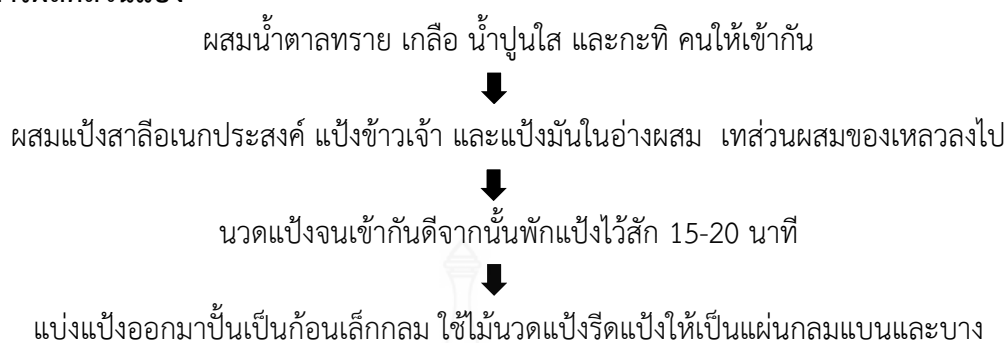 ผสมน้ำตาลทราย เกลือ น้ำปูนใส และกะทิ คนให้เข้ากัน
ผสมแป้งสาลีอเนกประสงค์ แป้งข้าวเจ้า และแป้งมันในอ่างผสม เทส่วนผสมของเหลวลงไป
นวดแป้งจนเข้ากันดีจากนั้นพักแป้งไว้สัก 15-20 นาที
แบ่งแป้งออกมาปั้นเป็นก้อนเล็กกลม ใช้ไม้นวดแป้งรีดแป้งให้เป็นแผ่นกลมแบนและบาง